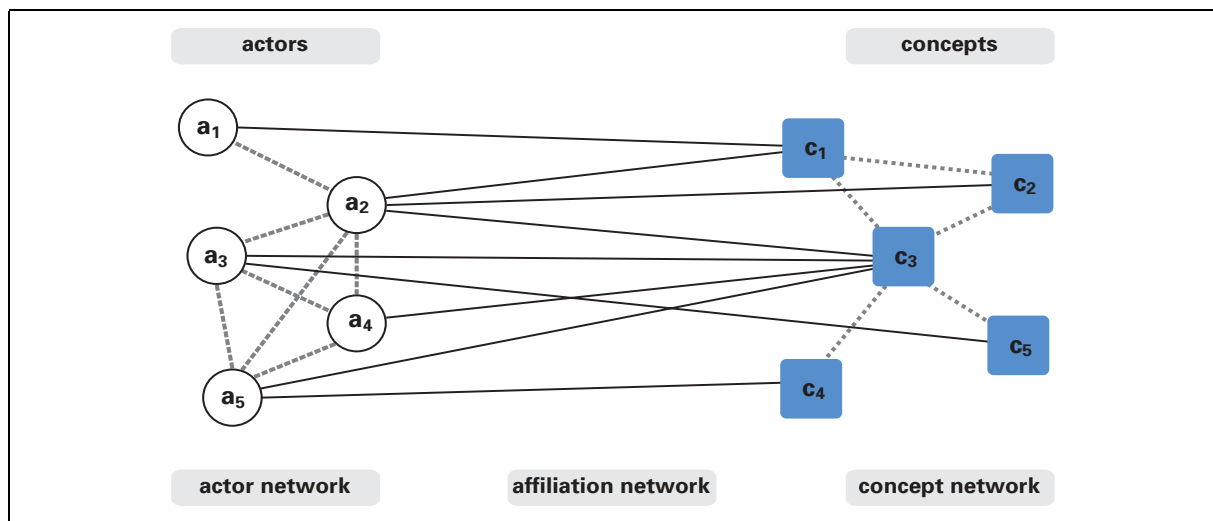 actors
concepts
a1
c1
c2
a2
a3
c3
a4
c5
c4
a5
actor network
affiliation network
concept network